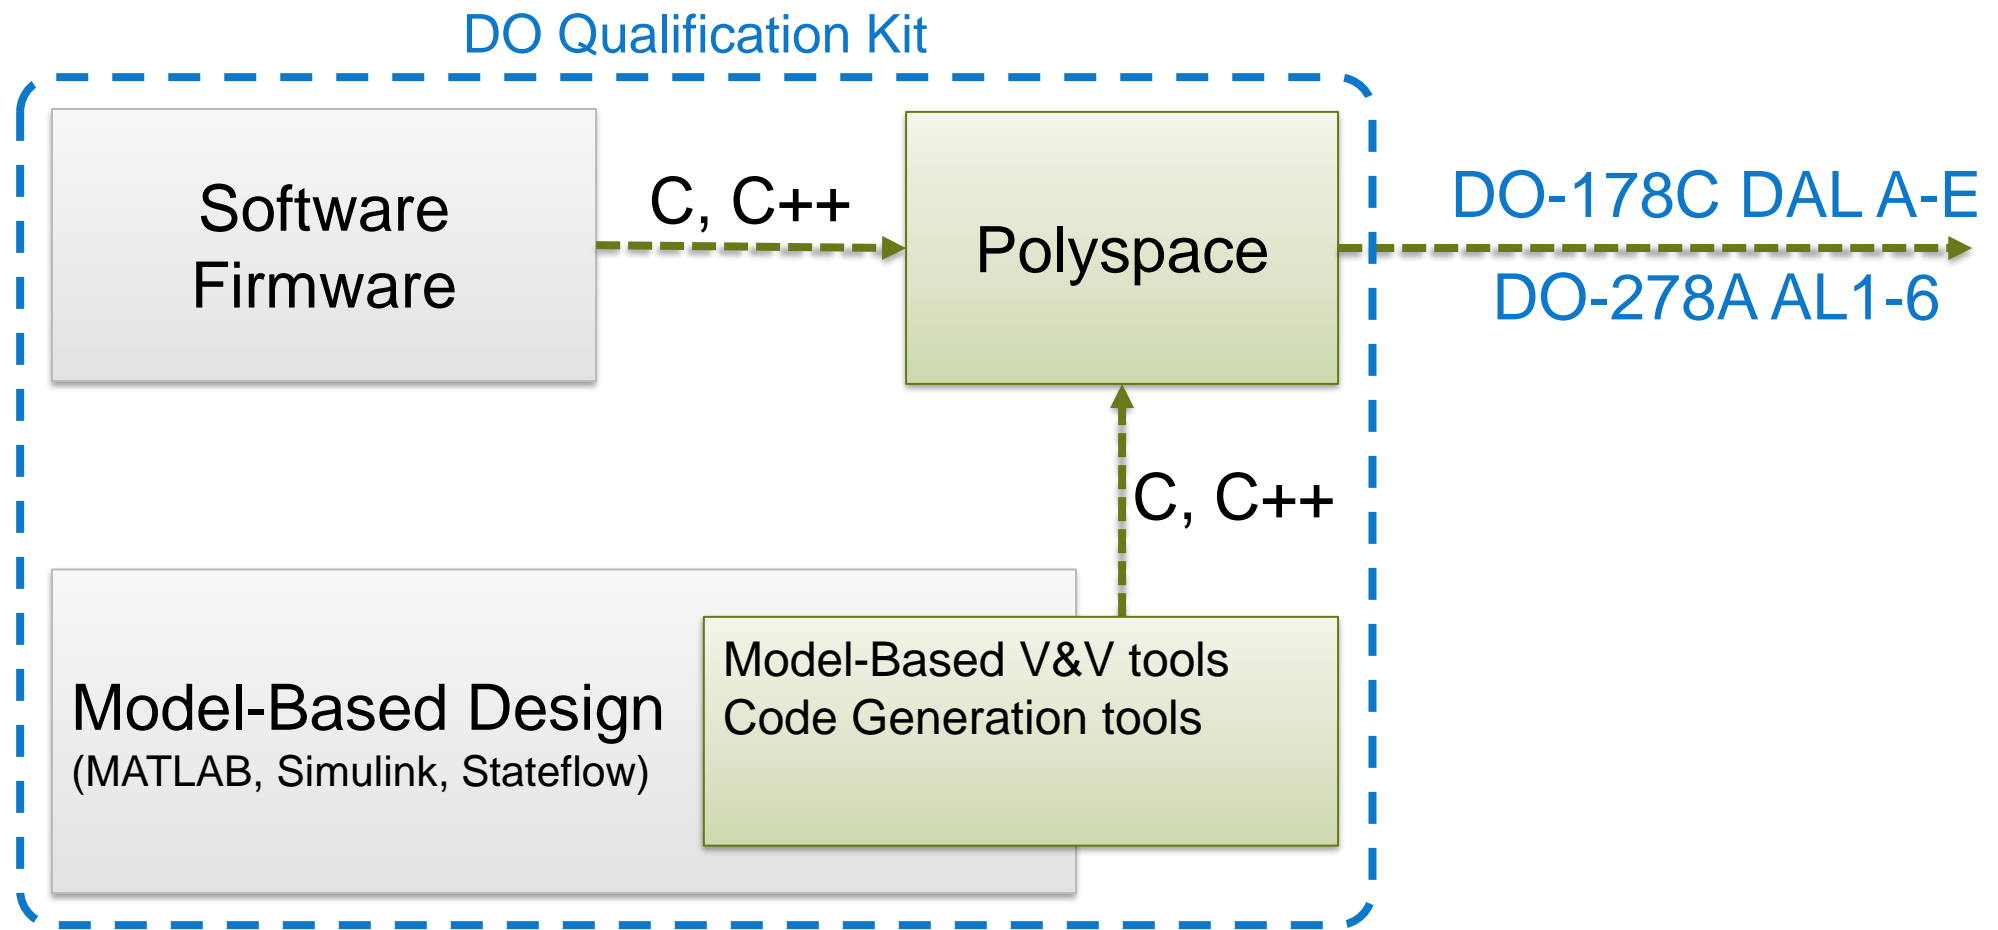 DO Qualification Kit
Software
Firmware
C, C++
Polyspace
DO-178C DAL A-E
DO-278A AL1-6
C, C++
Model-Based Design
(MATLAB, Simulink, Stateflow)
Model-Based V&V tools
Code Generation tools